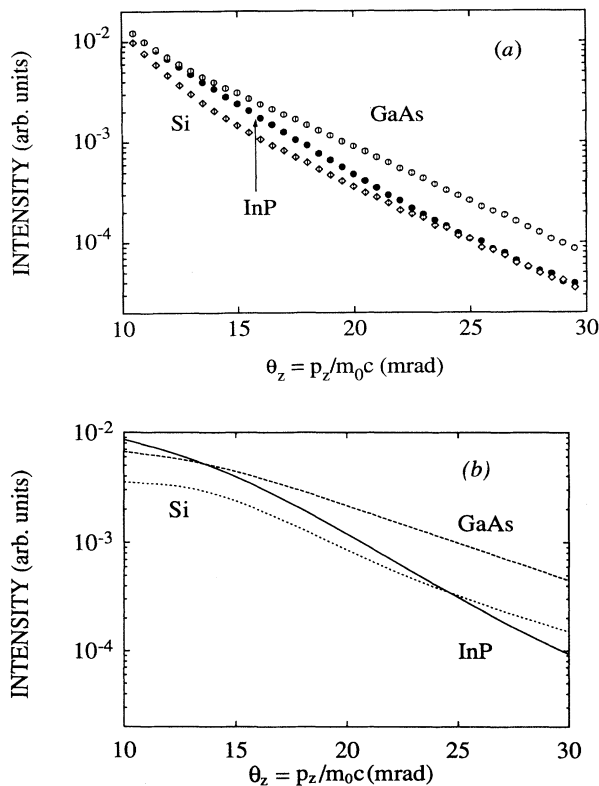 (a)
INTENSITY (arb. units)
10-2
10-3
10-4
GaAs
Si
InP
10 15 20 25 30
θz = pz/m0c (mrad)
(b)
INTENSITY (arb. units)
10-2
10-3
10-4
Si
GaAs
InP
10 15 20 25 30
θz = pz/m0c (mrad)